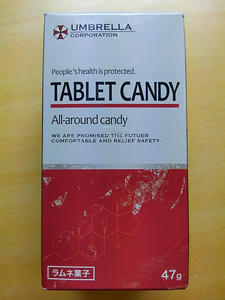 UMBRELLA
CORPORATION
People's health is protected.
TABLET CANDY
All-around candy
WE ARE PROMISED THE FUTUER
COMFORTABLE AND RELIEF SAFETY.
ラムネ菓子
47g